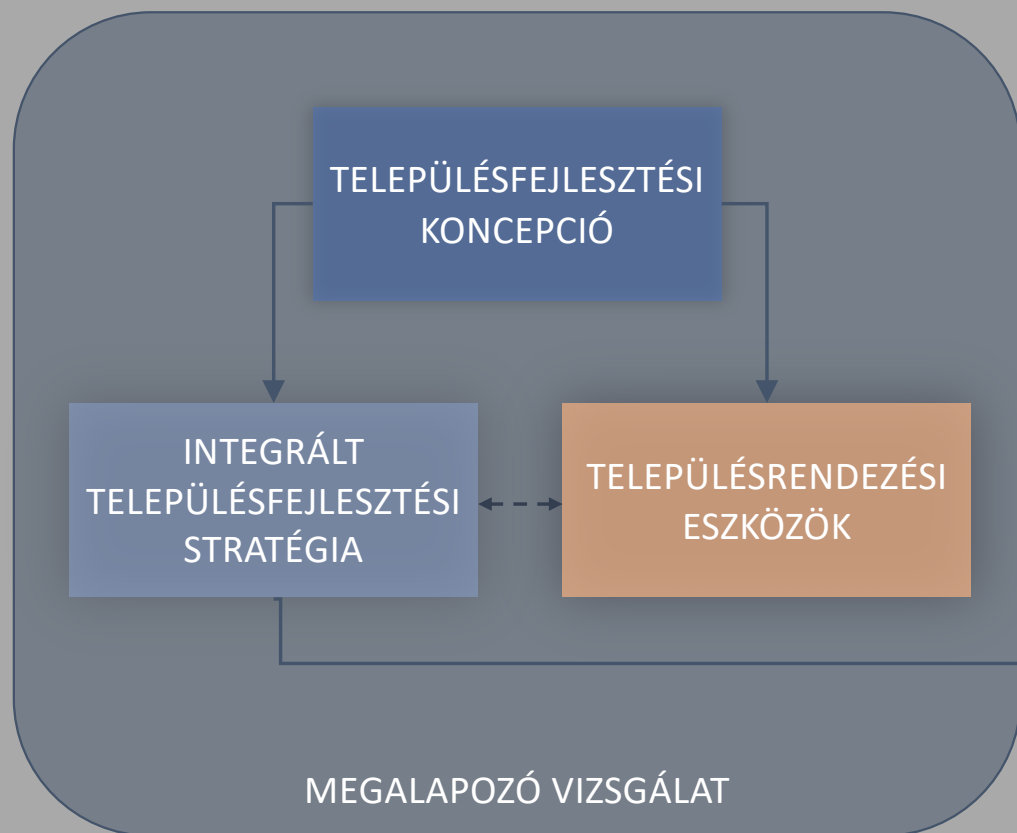 TELEPÜLÉSFEJLESZTÉSI
KONCEPCIÓ
INTEGRÁLT
TELEPÜLÉSFEJLESZTÉSI
STRATÉGIA
TELEPÜLÉSRENDEZÉSI
ESZKÖZÖK
MEGALAPOZÓ VIZSGÁLAT